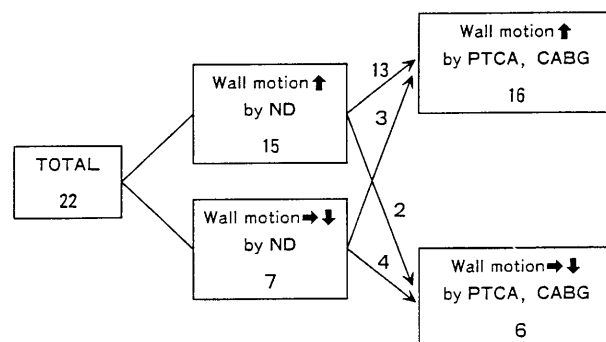 TOTAL
22
Wall motion⬆
by ND
15
Wall motion➡⬇
by ND
7
13
3
2
4
Wall motion⬆
by PTCA, CABG
16
Wall motion➡⬇
by PTCA, CABG
6